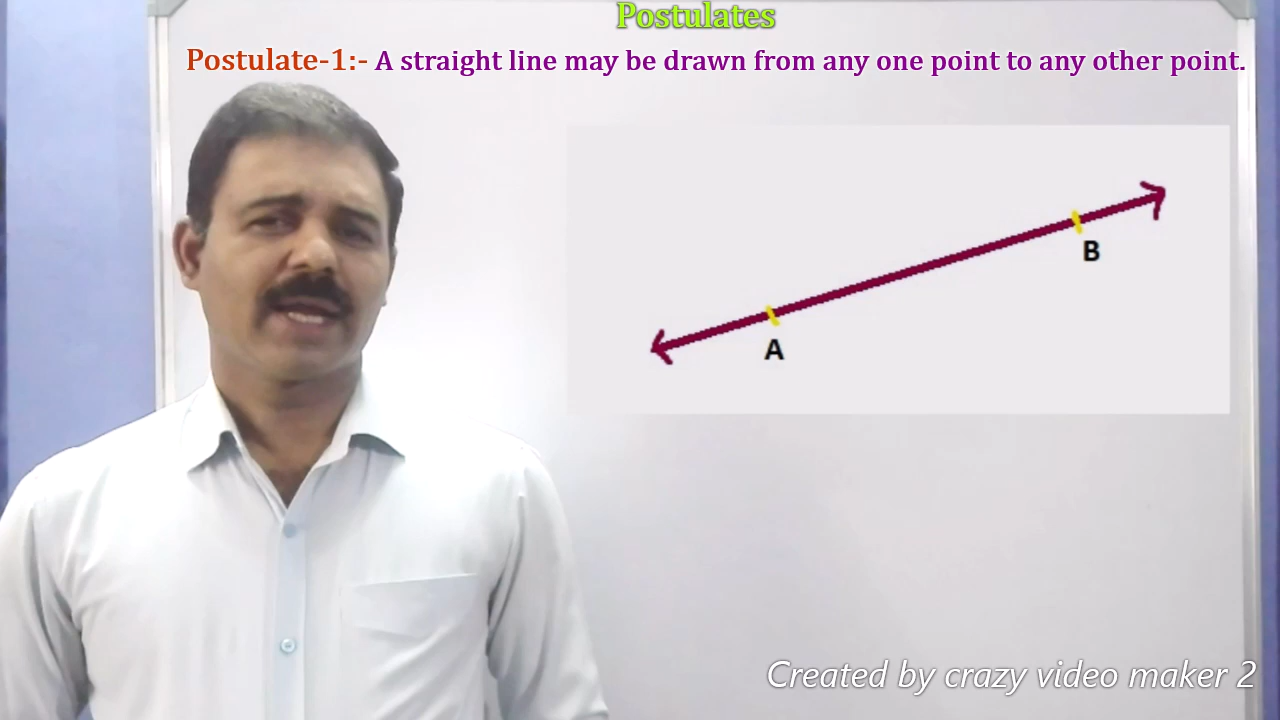 Postulates
Postulate-1:- A straight line may be drawn from any one point to any other point.
B
A
Created by crazy video maker 2